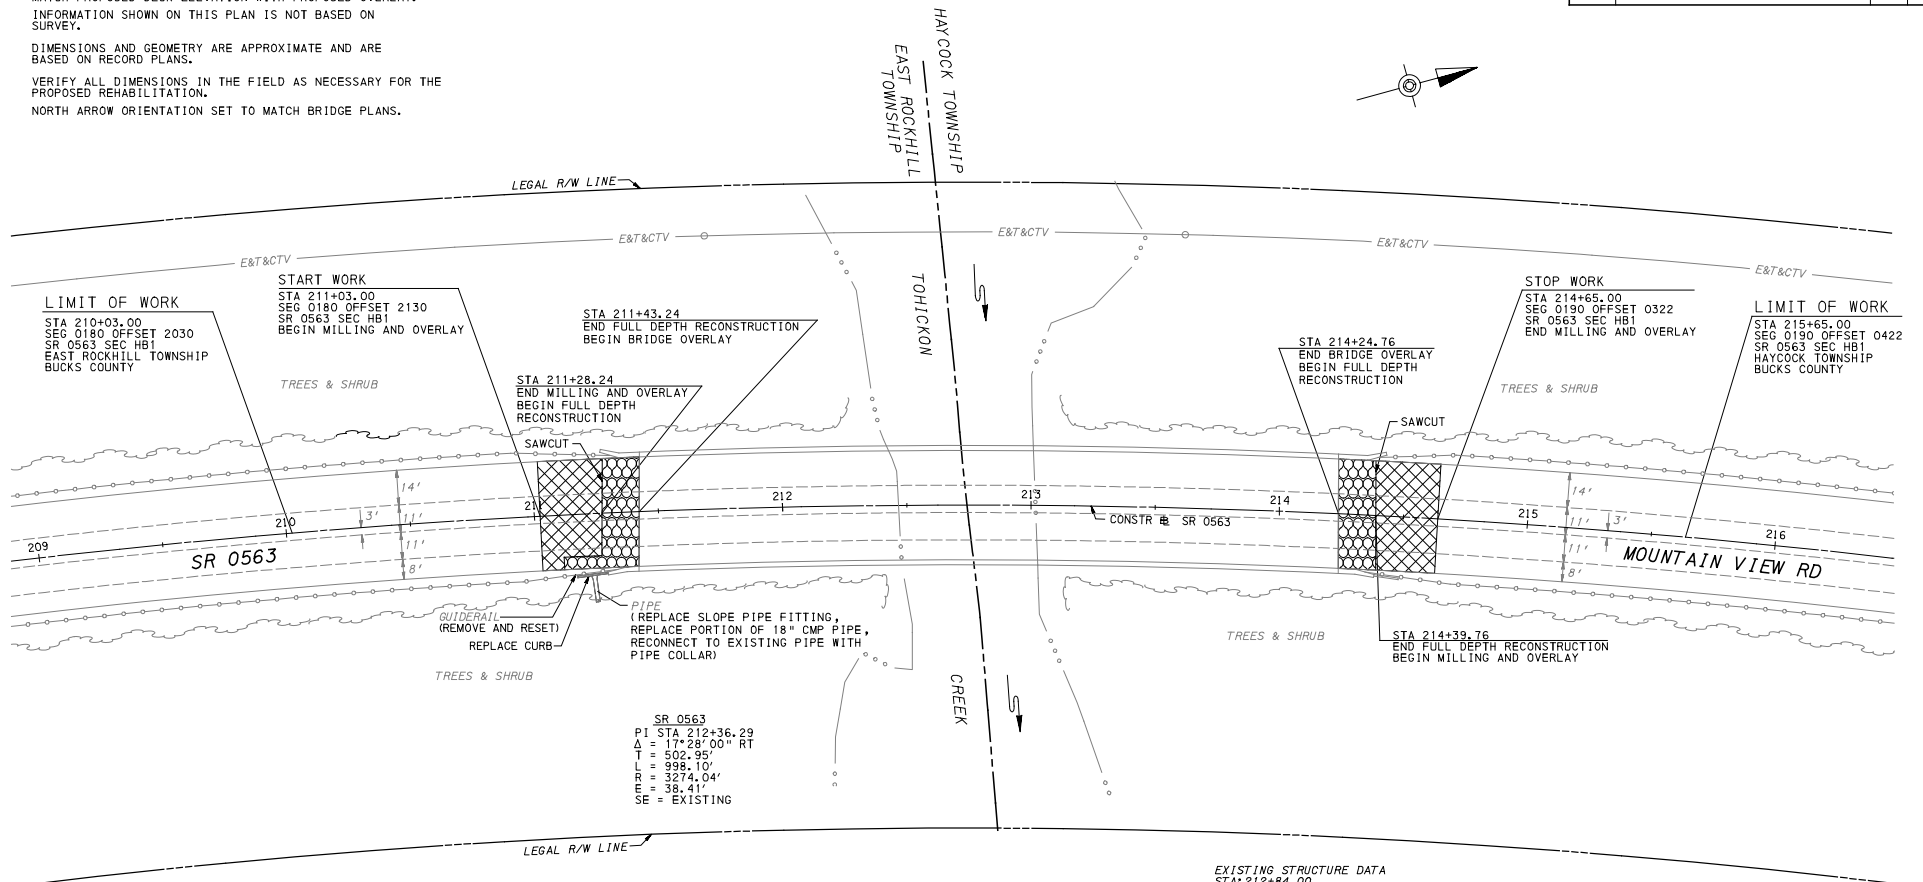 INFORMATION SHOWN ON THIS PLAN IS NOT BASED ON
SURVEY.
DIMENSIONS AND GEOMETRY ARE APPROXIMATE AND ARE
BASED ON RECORD PLANS.
VERIFY ALL DIMENSIONS IN THE FIELD AS NECESSARY FOR THE
PROPOSED REHABILITATION.
NORTH ARROW ORIENTATION SET TO MATCH BRIDGE PLANS.
HAYCOCK TOWNSHIP
EAST ROCKHILL
TOWNSHIP
LEGAL R/W LINE
E&T&CTV
E&T&CTV
E&T&CTV
E&T&CTV
E&T&CTV
LIMIT OF WORK
STA 210+03.00
SEG 0180 OFFSET 2030
SR 0563 SEC HB1
EAST ROCKHILL TOWNSHIP
BUCKS COUNTY
START WORK
STA 211+03.00
SEG 0180 OFFSET 2130
SR 0563 SEC HB1
BEGIN MILLING AND OVERLAY
STA 211+43.24
END FULL DEPTH RECONSTRUCTION
BEGIN BRIDGE OVERLAY
STA 211+28.24
END MILLING AND OVERLAY
BEGIN FULL DEPTH
RECONSTRUCTION
SAWCUT
TOHICKON
STA 214+24.76
END BRIDGE OVERLAY
BEGIN FULL DEPTH
RECONSTRUCTION
SAWCUT
STOP WORK
STA 214+65.00
SEG 0190 OFFSET 0322
SR 0563 SEC HB1
END MILLING AND OVERLAY
LIMIT OF WORK
STA 215+65.00
SEG 0190 OFFSET 0422
SR 0563 SEC HB1
HAYCOCK TOWNSHIP
BUCKS COUNTY
TREES & SHRUB
TREES & SHRUB
209
210
211
212
213
214
215
216
14'
3'
11'
11'
8'
14'
3'
11'
11'
8'
SR 0563
CONSTR ℄ SR 0563
MOUNTAIN VIEW RD
GUIDERAIL
(REMOVE AND RESET)
REPLACE CURB
PIPE
(REPLACE SLOPE PIPE FITTING,
REPLACE PORTION OF 18" CMP PIPE,
RECONNECT TO EXISTING PIPE WITH
PIPE COLLAR)
TREES & SHRUB
TREES & SHRUB
STA 214+39.76
END FULL DEPTH RECONSTRUCTION
BEGIN MILLING AND OVERLAY
CREEK
SR 0563
PI STA 212+36.29
Δ = 17°28'00" RT
T = 502.95'
L = 998.10'
R = 3274.04'
E = 38.41'
SE = EXISTING
LEGAL R/W LINE
EXISTING STRUCTURE DATA